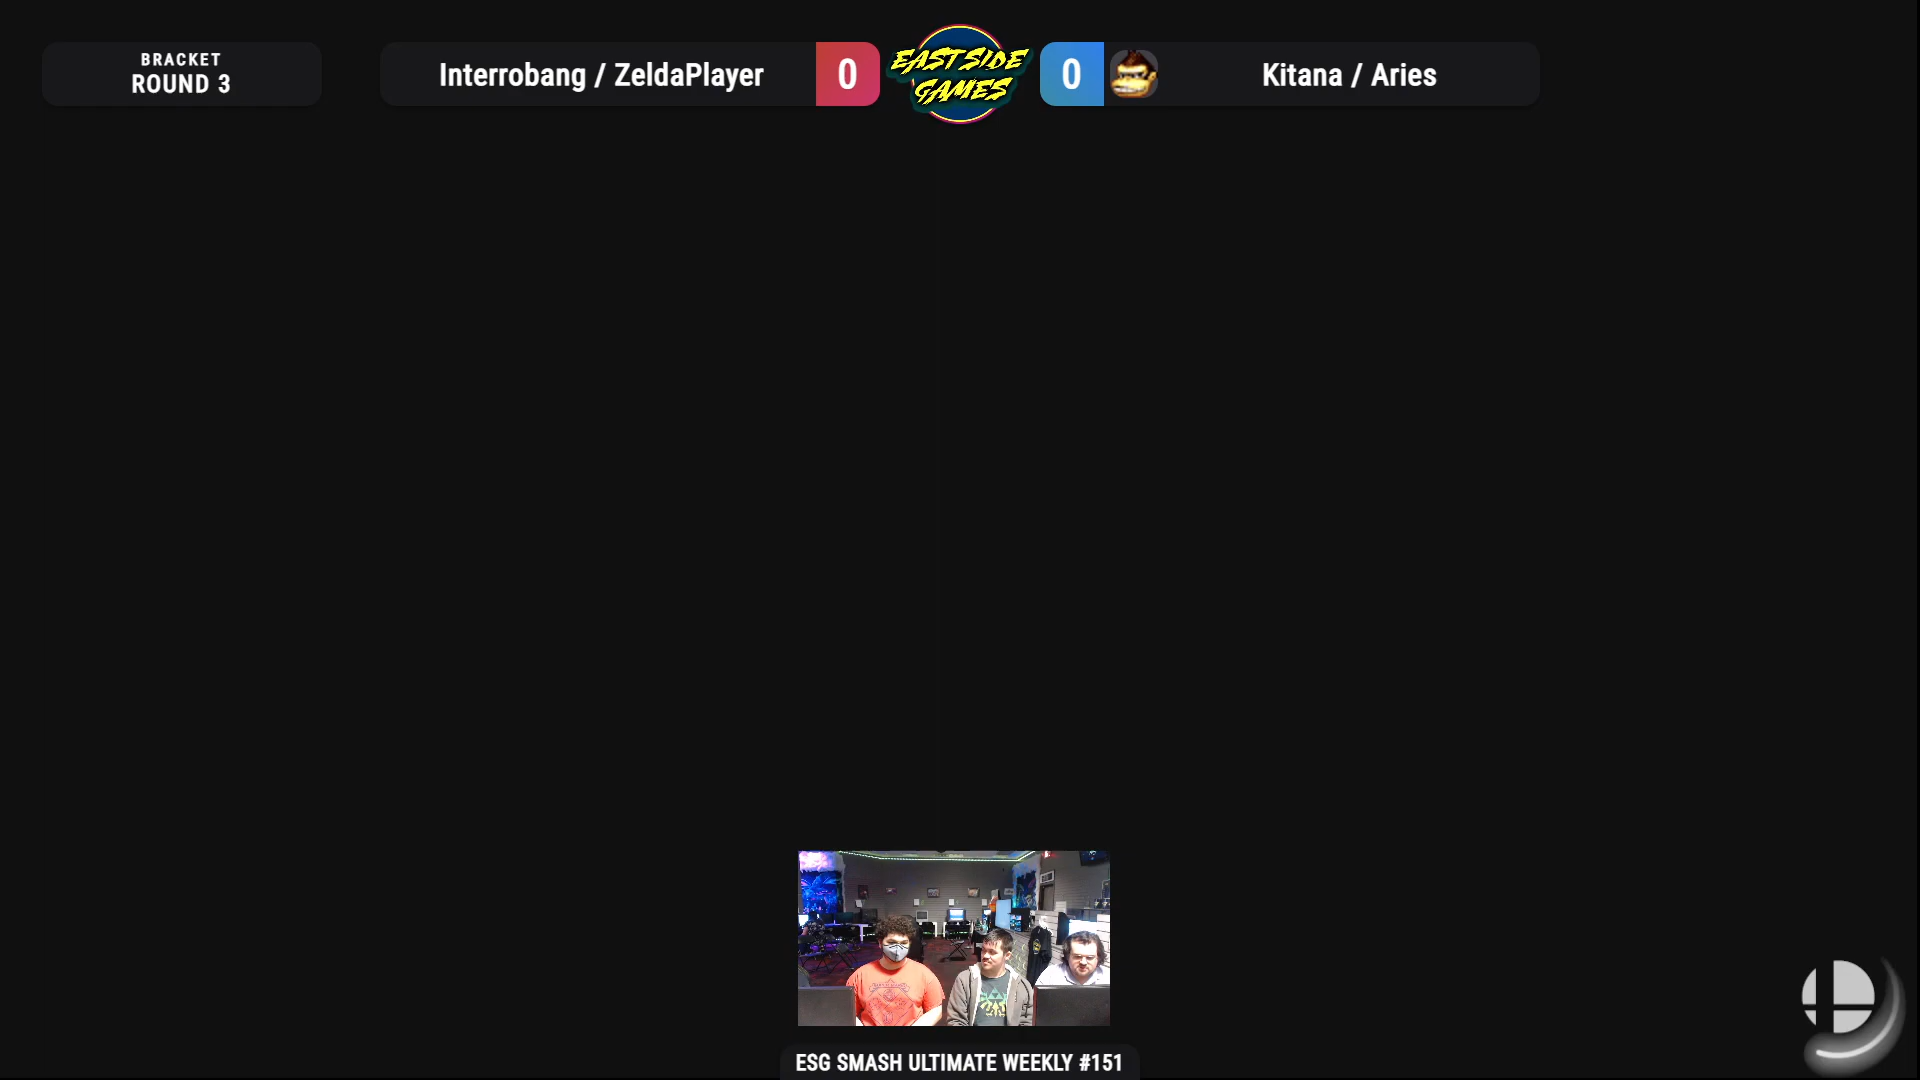 BRACKET
ROUND 3
Interrobang / ZeldaPlayer
0
EAST SIDE
GAMES
0
Kitana / Aries
ESG SMASH ULTIMATE WEEKLY #151